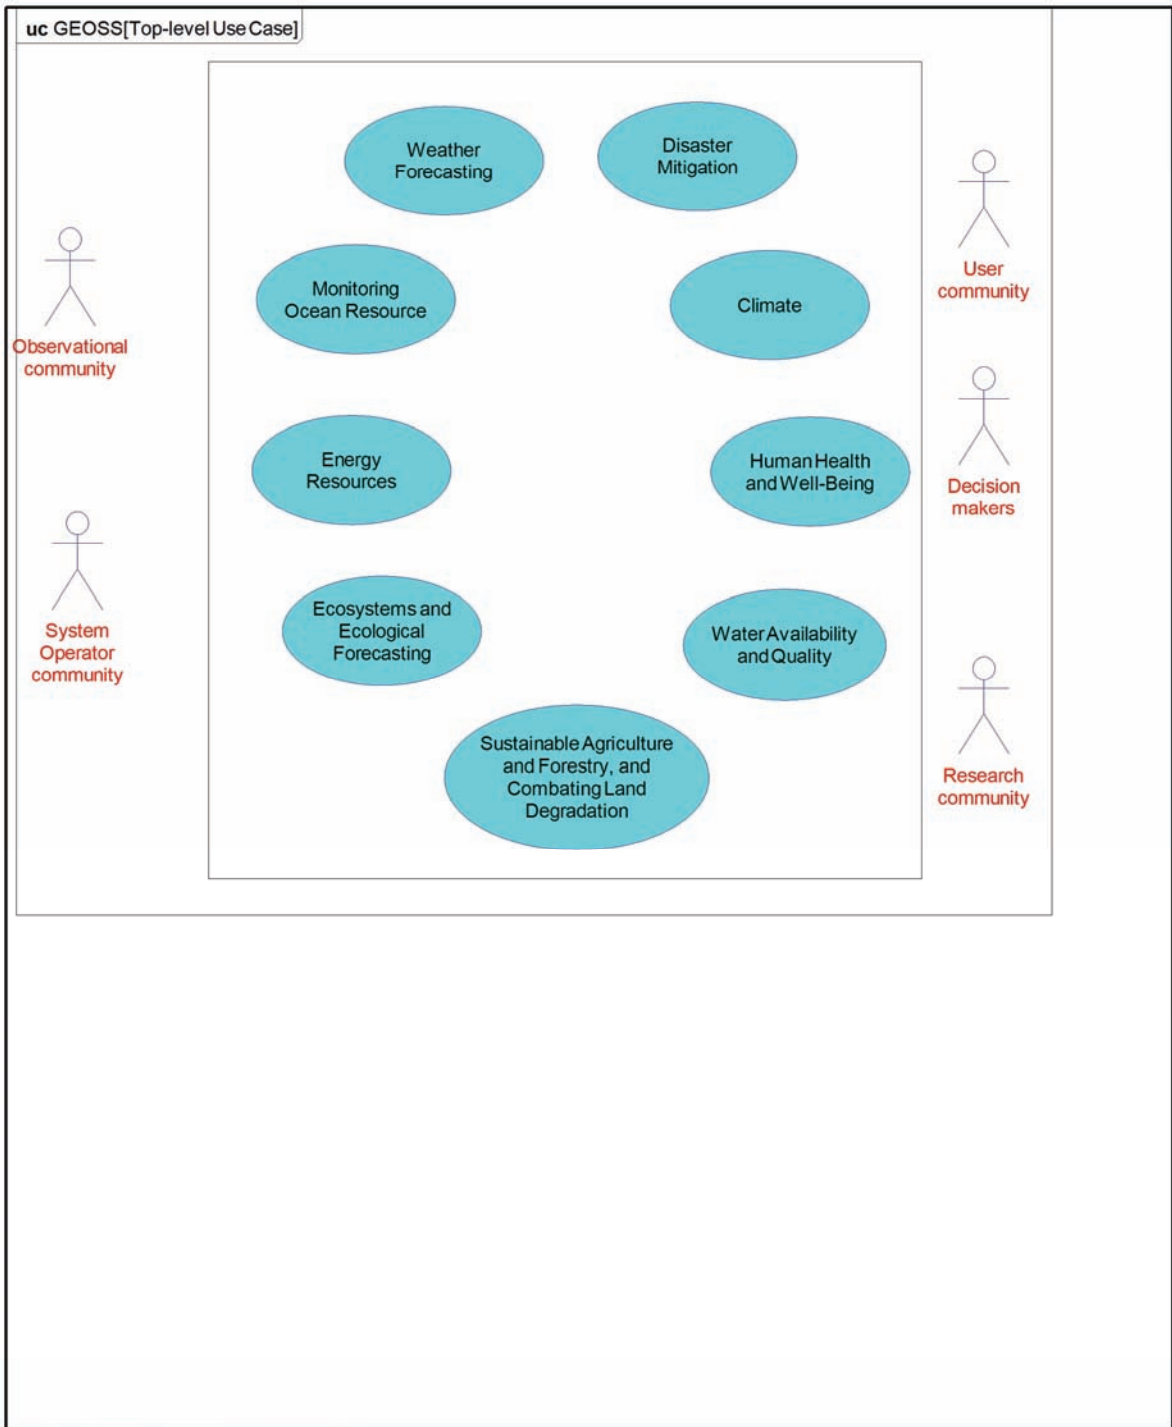 uc GEOSS[Top-level Use Case]
Weather
Forecasting
Disaster
Mitigation
User
community
Observational
community
Monitoring
Ocean Resource
Climate
Decision
makers
Energy
Resources
Human Health
and Well-Being
System
Operator
community
Ecosystems and
Ecological
Forecasting
Water Availability
and Quality
Research
community
Sustainable Agriculture
and Forestry, and
Combating Land
Degradation